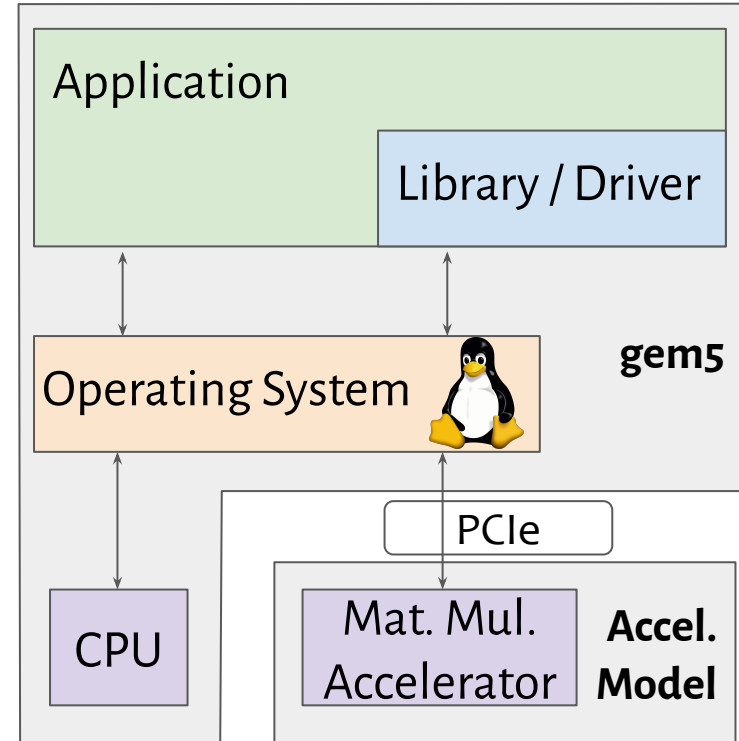 Application
Library / Driver
gem5
Operating System
PCIe
CPU
Mat. Mul.
Accelerator
Accel.
Model